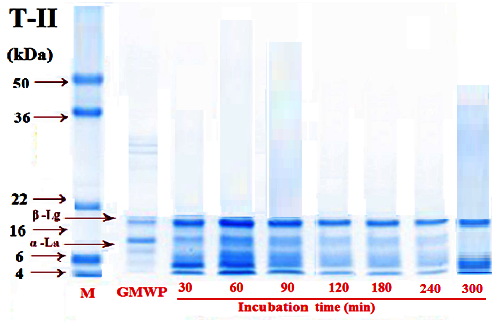 T-II
(kDa)
50
36
22
β-Lg
16
α-La
6
4
M GMWP 30 60 90 120 180 240 300
Incubation time (min)